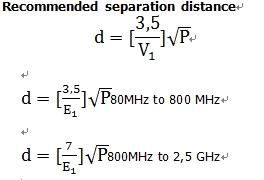 Recommended separation distance
d = [3,5/V₁]√P
d = [3,5/E₁]√P80MHz to 800 MHz
d = [7/E₁]√P800MHz to 2,5 GHz